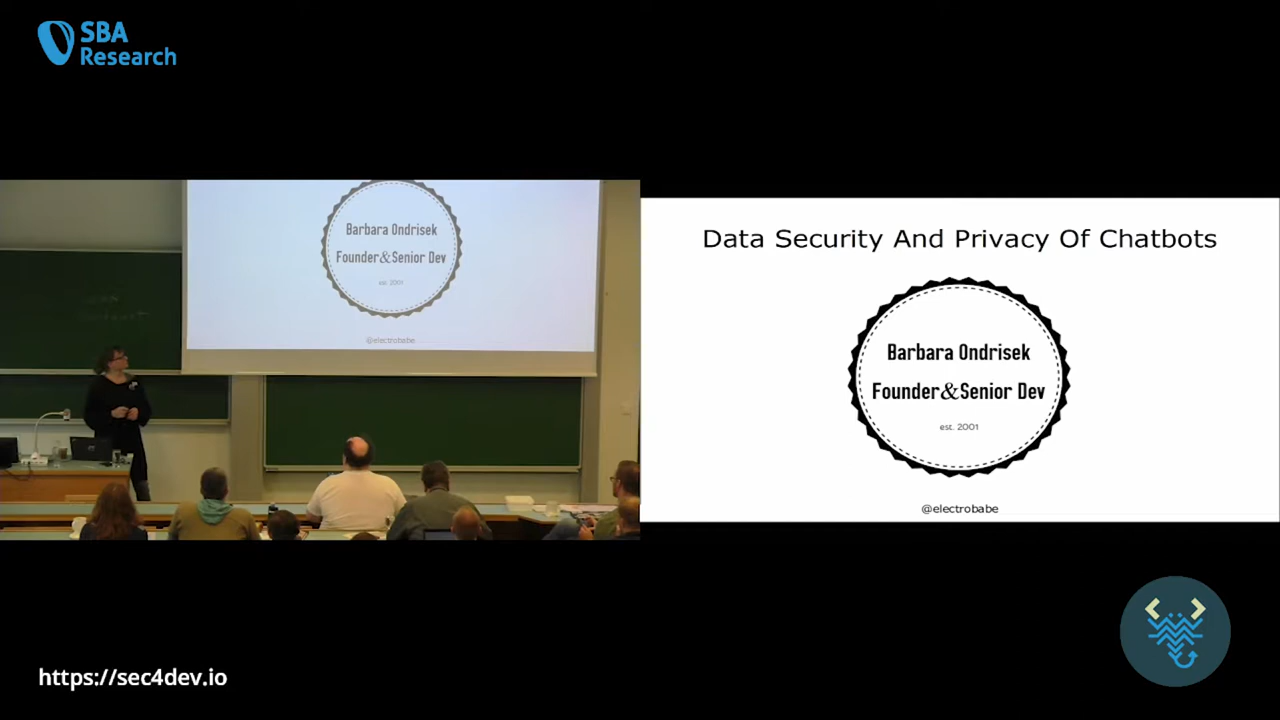 SBA
Research
Barbara Ondrisek
Founder&Senior Dev
est. 2001
@electrobabe
Data Security And Privacy Of Chatbots
Barbara Ondrisek
Founder&Senior Dev
est. 2001
@electrobabe
https://sec4dev.io